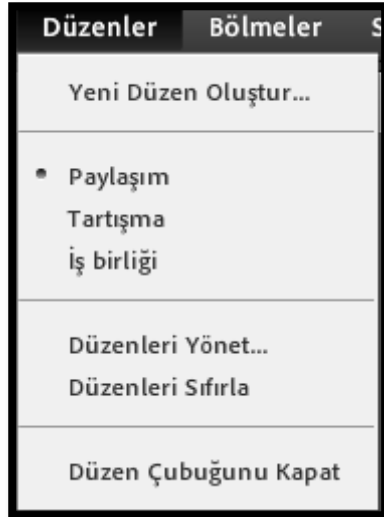 Düzenler Bölmeler
Yeni Düzen Oluştur...
Paylaşım
Tartışma
İş birliği
Düzenleri Yönet...
Düzenleri Sıfırla
Düzen Çubuğunu Kapat